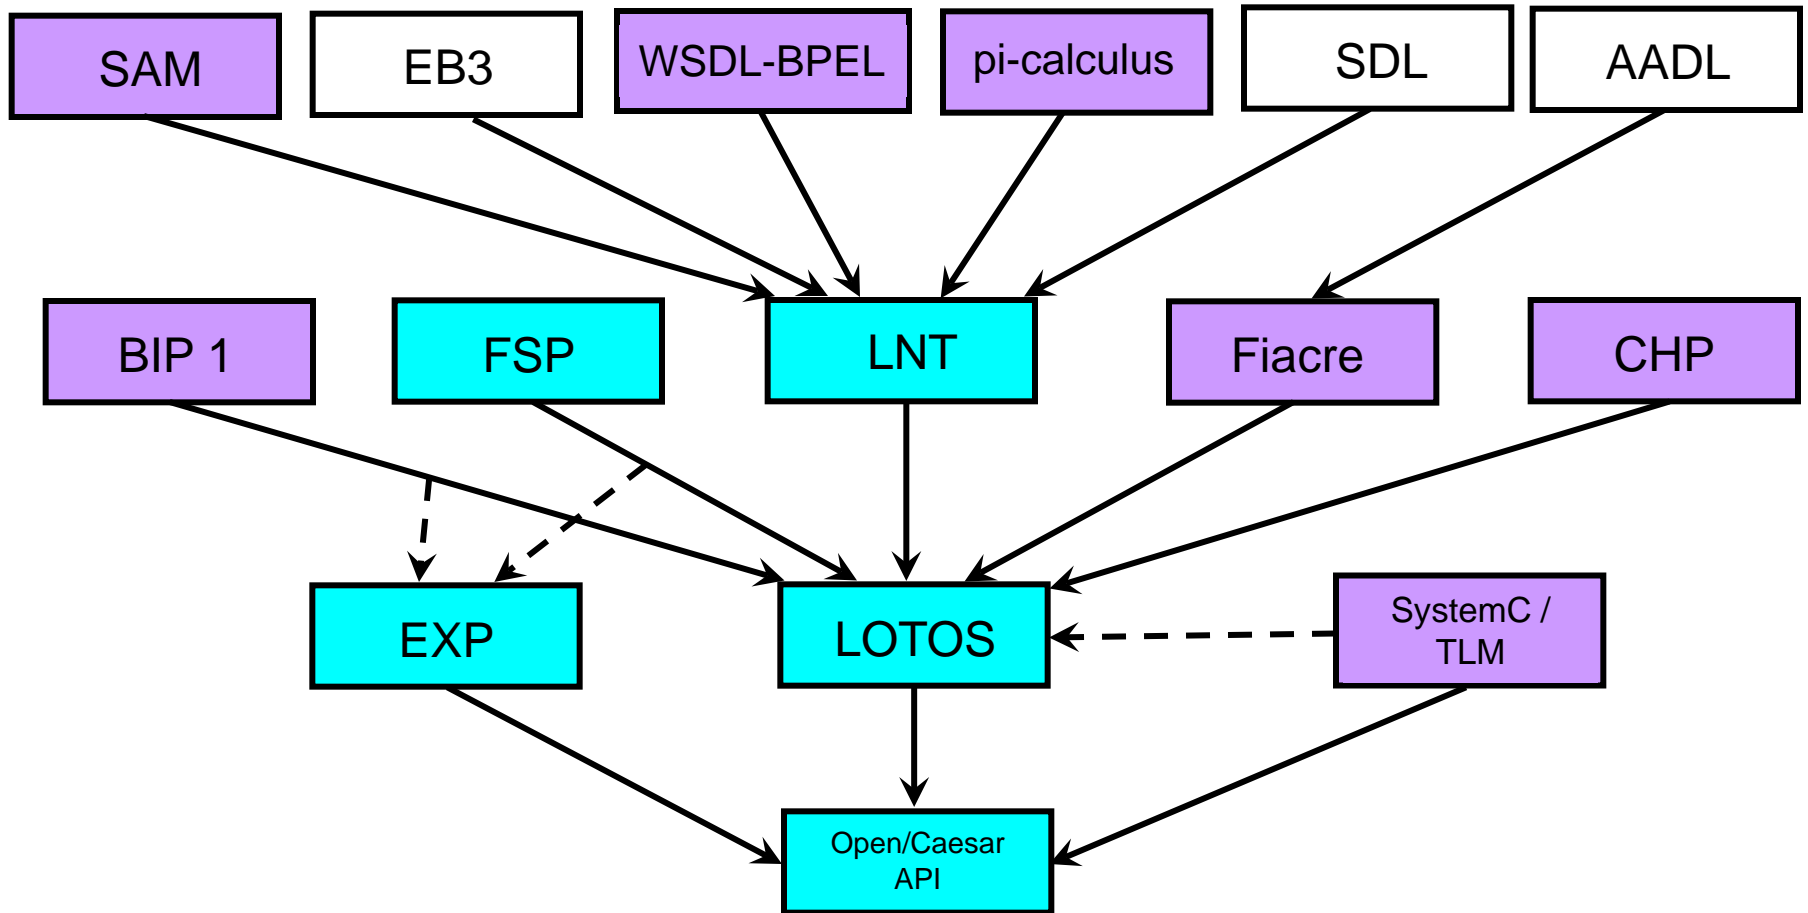 SAM
EB3
WSDL-BPEL
pi-calculus
SDL
AADL
BIP 1
FSP
LNT
Fiacre
CHP
EXP
LOTOS
SystemC /
TLM
Open/Caesar
API